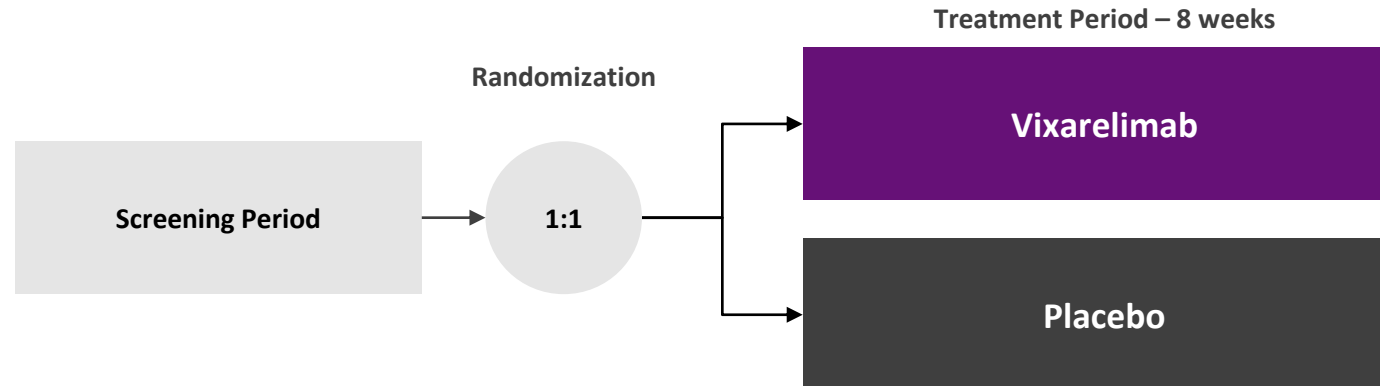 Treatment Period – 8 weeks
Randomization
Vixarelimab
Screening Period
1:1
Placebo